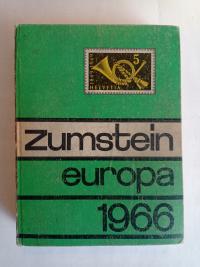 5
HELVETIA
zumstein
europa
1966